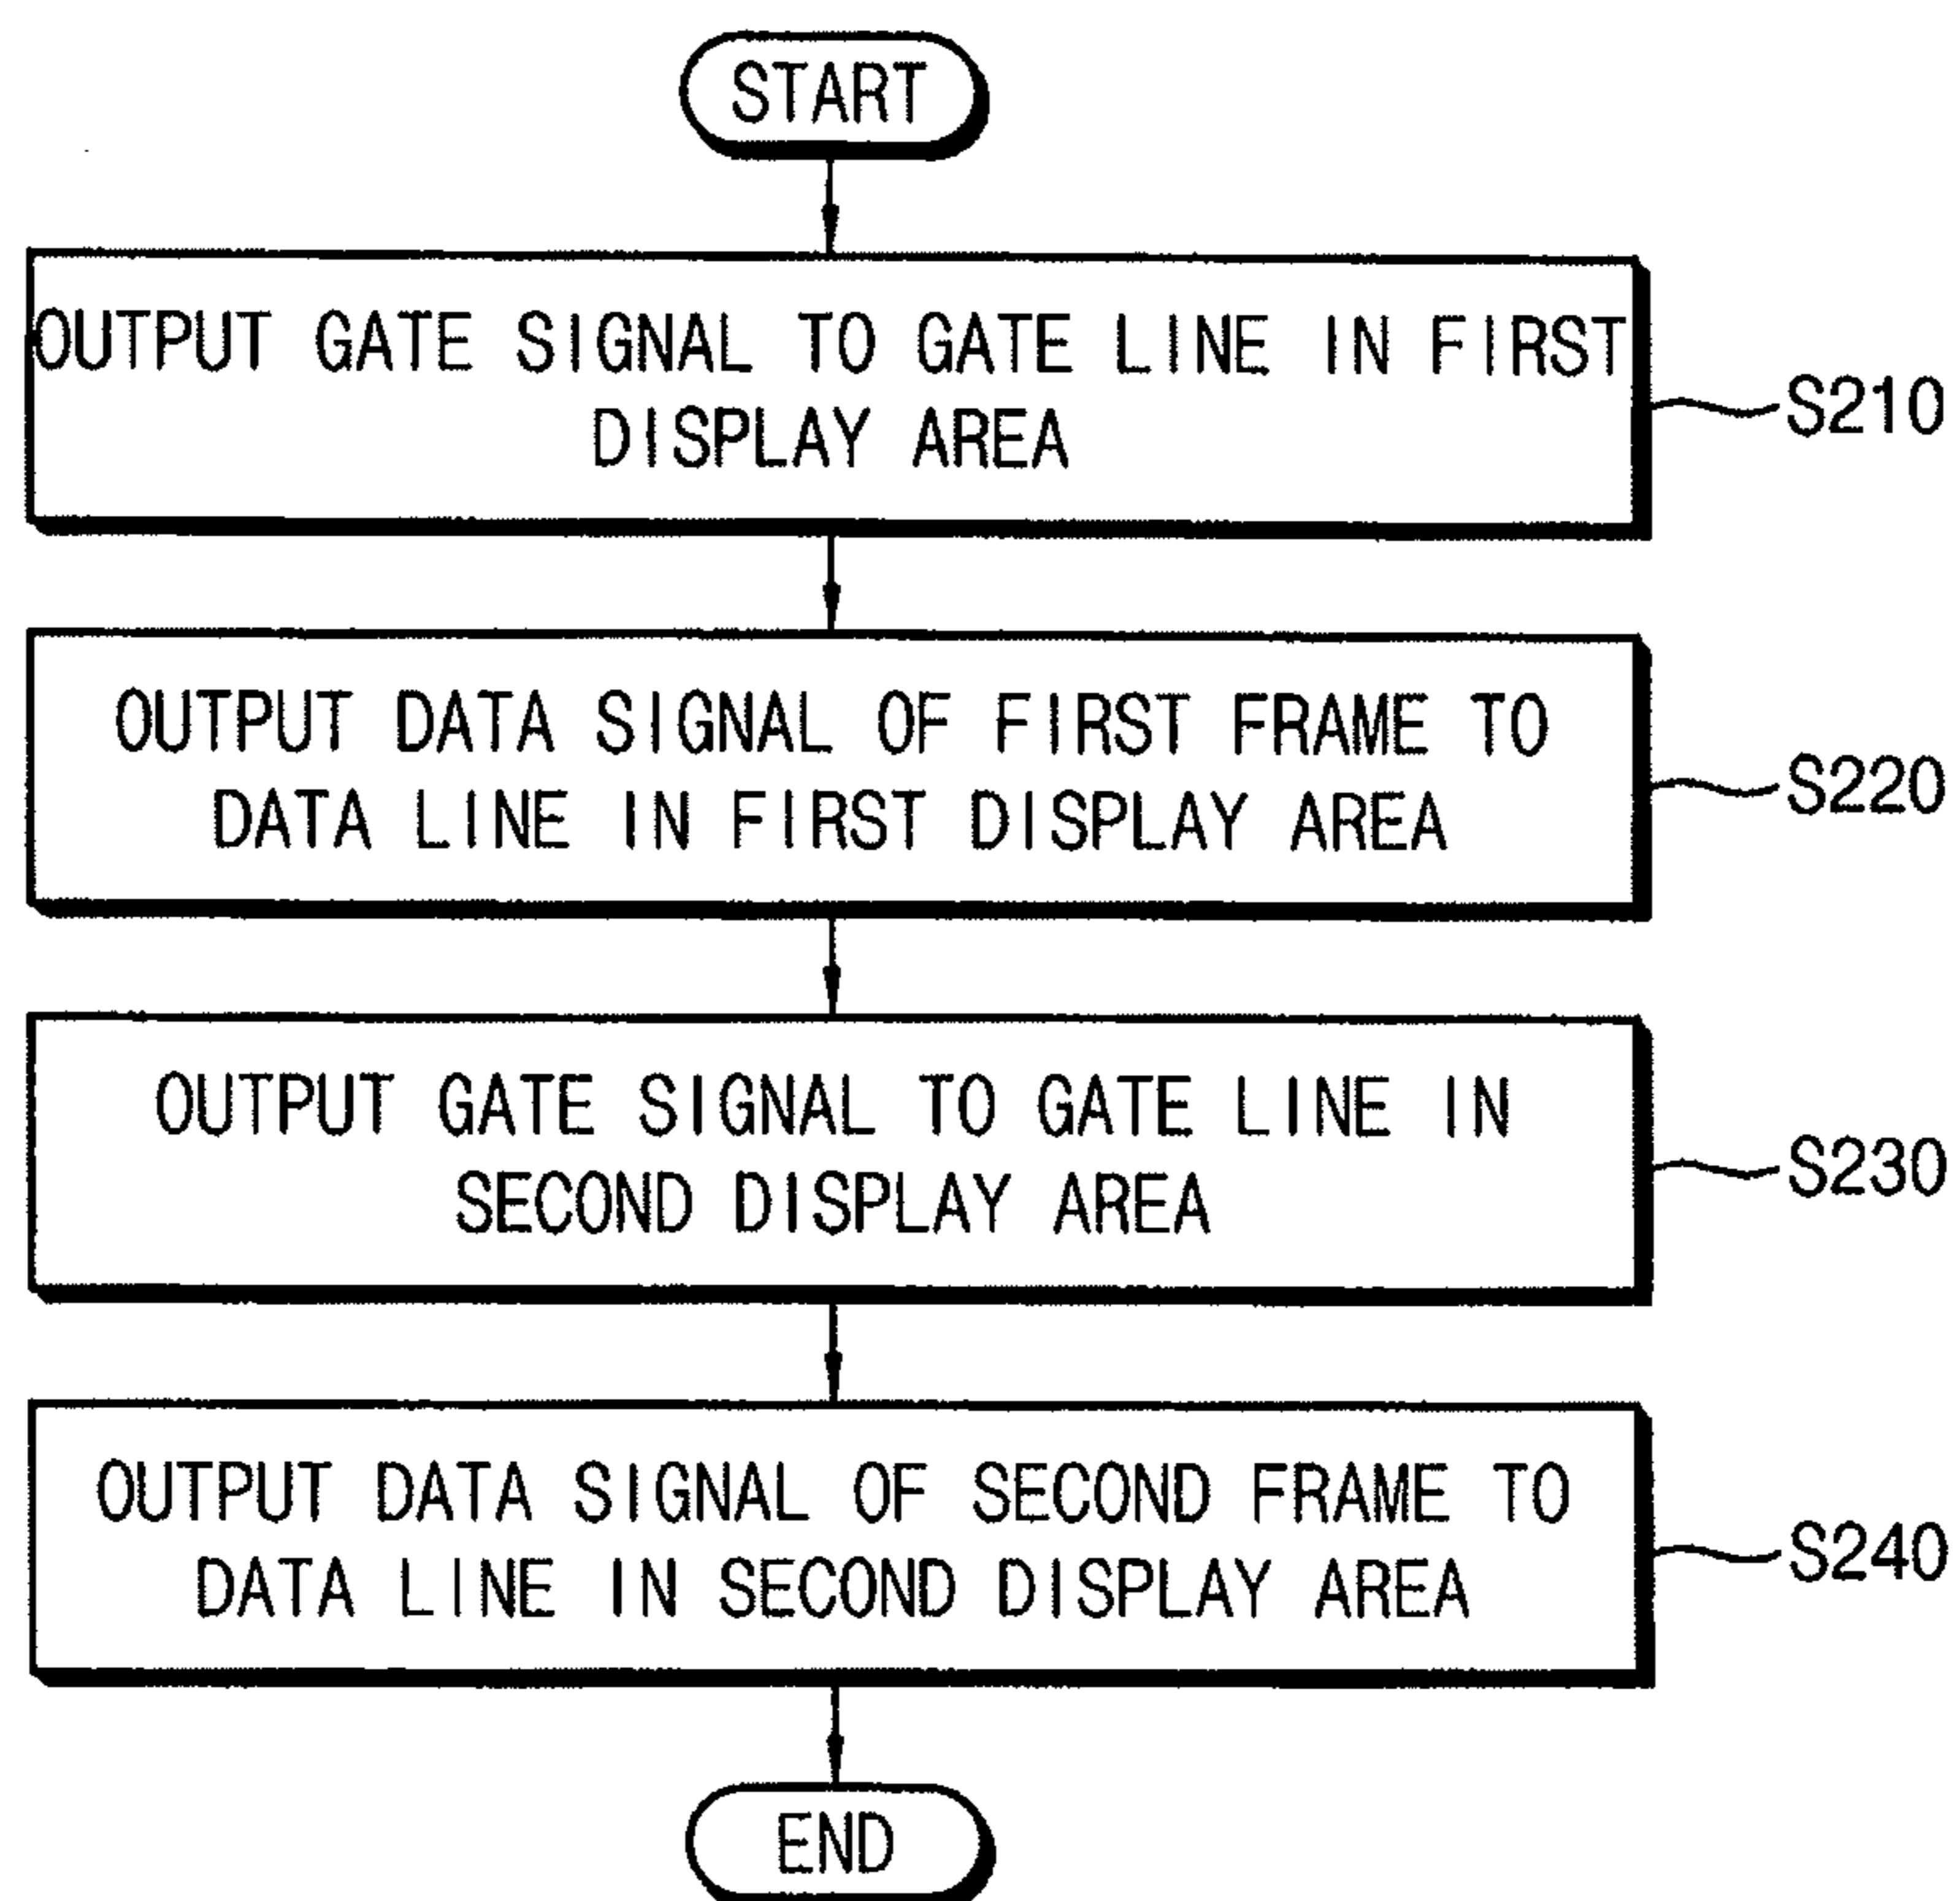 START
OUTPUT GATE SIGNAL TO GATE LINE IN FIRST
DISPLAY AREA
S210
OUTPUT DATA SIGNAL OF FIRST FRAME TO
DATA LINE IN FIRST DISPLAY AREA
S220
OUTPUT GATE SIGNAL TO GATE LINE IN
SECOND DISPLAY AREA
S230
OUTPUT DATA SIGNAL OF SECOND FRAME TO
DATA LINE IN SECOND DISPLAY AREA
S240
END